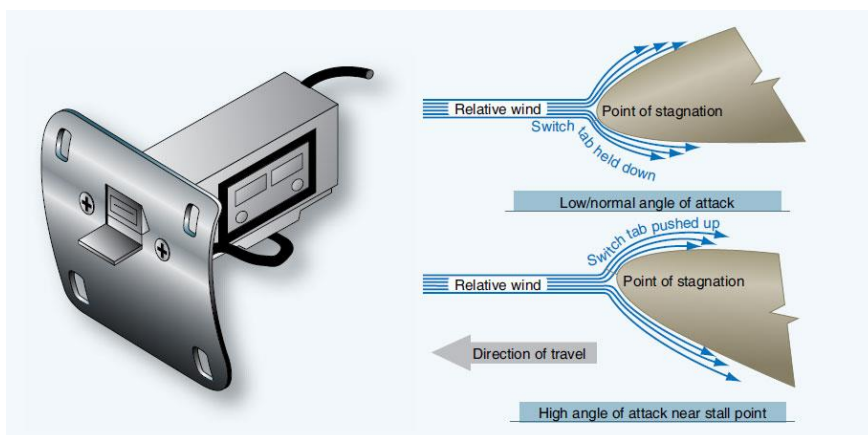 Relative wind
Point of stagnation
Switch tab held down
Low/normal angle of attack
Switch tab pushed up
Relative wind
Point of stagnation
Direction of travel
High angle of attack near stall point